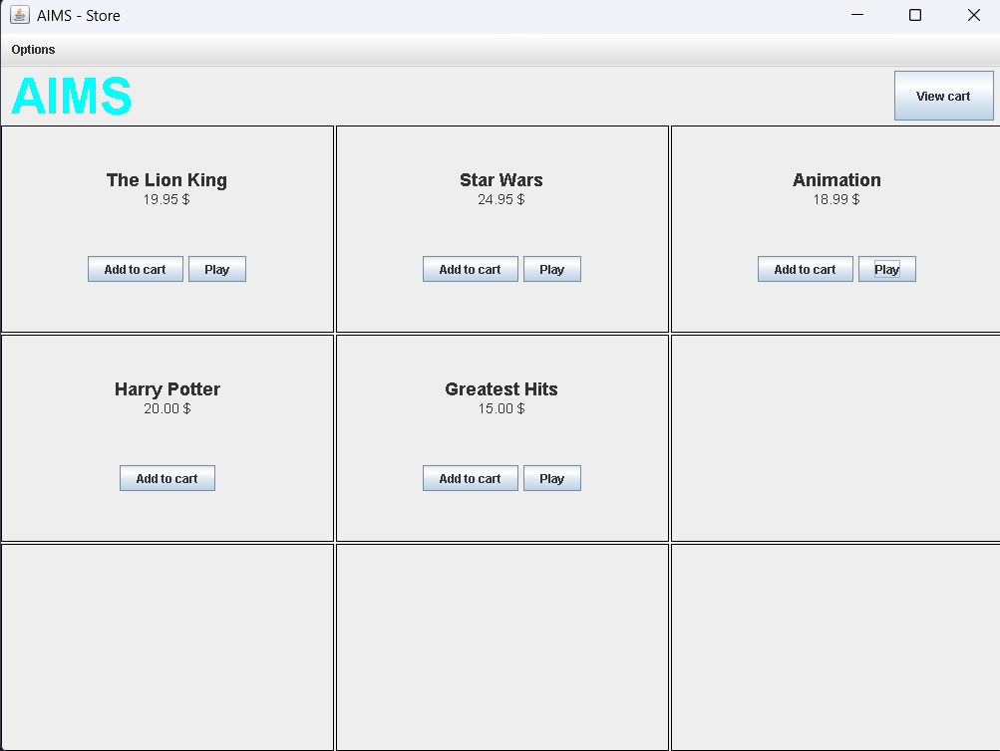 AIMS - Store
Options
AIMS
View cart
The Lion King
19.95 $
Add to cart
Play
Star Wars
24.95 $
Add to cart
Play
Animation
18.99 $
Add to cart
Play
Harry Potter
20.00 $
Add to cart
Greatest Hits
15.00 $
Add to cart
Play